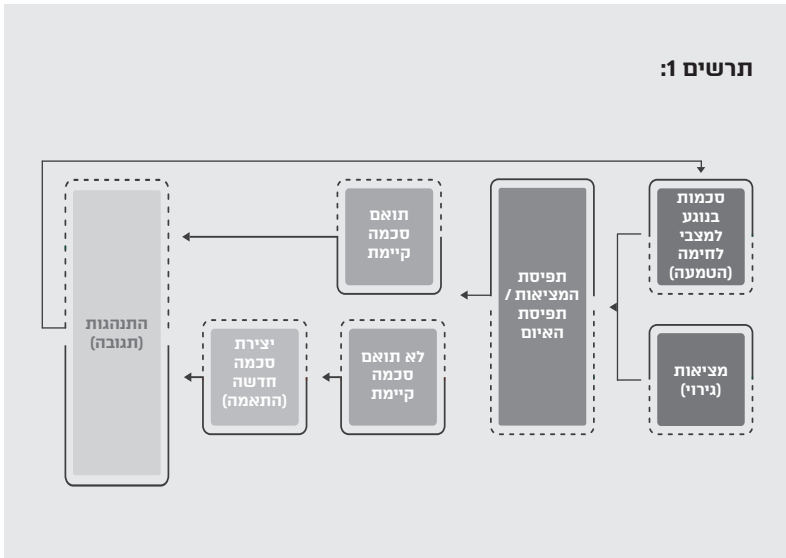 תרשים 1:
סכמות
בנוגע
למצבי
לחימה
(הטמעה)
מציאות
(גירוי)
תפיסת
המציאות /
תפיסת
האיום
תואם
סכמה
קיימת
לא תואם
סכמה
קיימת
יצירת
סכמה
חדשה
(התאמה)
התנהגות
(תגובה)